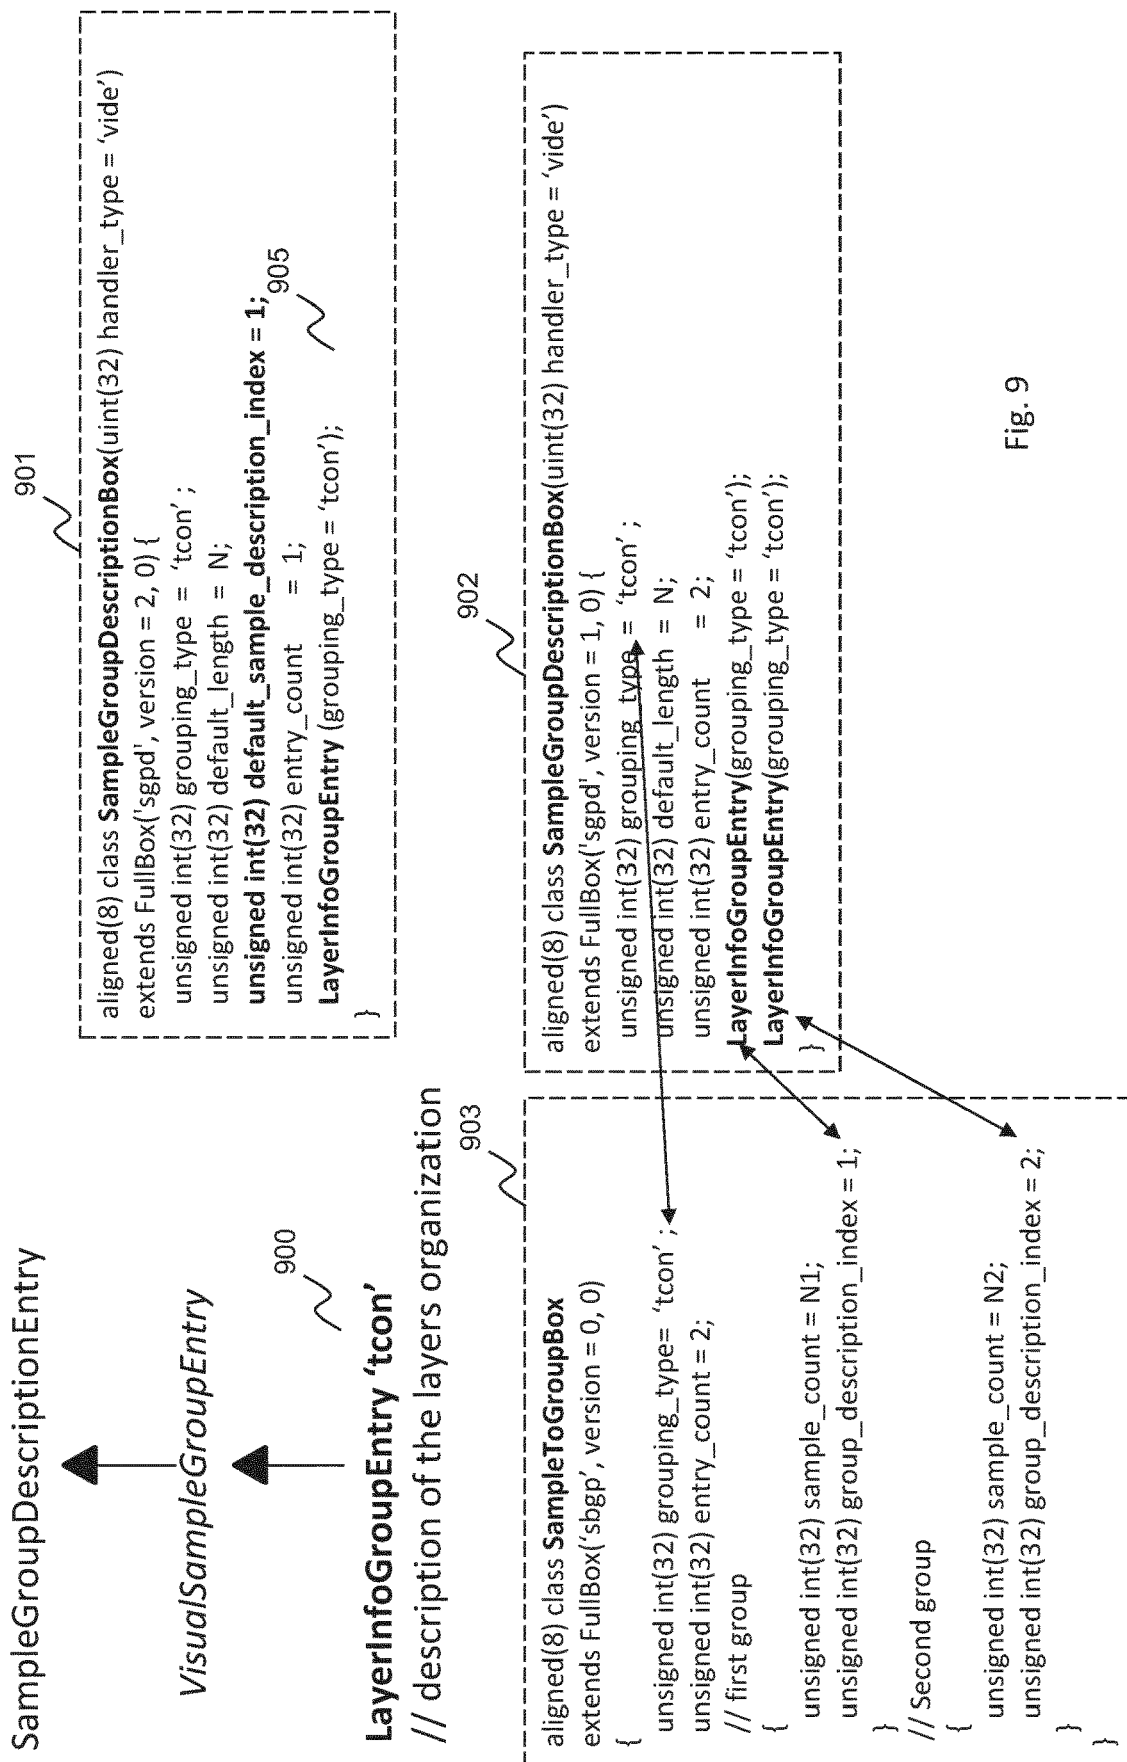 SampleGroupDescriptionEntry
VisualSampleGroupEntry
900
LayerInfoGroupEntry ‘tcon’
// description of the layers organization
901
aligned(8) class SampleGroupDescriptionBox(uint(32) handler_type = ‘vide’)
extends FullBox('sgpd', version = 2, 0) {
unsigned int(32) grouping_type = ‘tcon’ ;
unsigned int(32) default_length = N;
unsigned int(32) default_sample_description_index = 1;
905
unsigned int(32) entry_count = 1;
LayerInfoGroupEntry (grouping_type = ‘tcon’);
}
903
aligned(8) class SampleToGroupBox
extends FullBox(‘sbgp’, version = 0, 0)
{
unsigned int(32) grouping_type= ‘tcon’ ;
unsigned int(32) entry_count = 2;
// first group
{
unsigned int(32) sample_count = N1;
unsigned int(32) group_description_index = 1;
}
// Second group
{
unsigned int(32) sample_count = N2;
unsigned int(32) group_description_index = 2;
}
}
902
aligned(8) class SampleGroupDescriptionBox(uint(32) handler_type = ‘vide’)
extends FullBox('sgpd', version = 1, 0) {
unsigned int(32) grouping_type = ‘tcon’ ;
unsigned int(32) default_length = N;
unsigned int(32) entry_count = 2;
LayerInfoGroupEntry(grouping_type = ‘tcon’);
LayerInfoGroupEntry(grouping_type = ‘tcon’);
}
Fig. 9